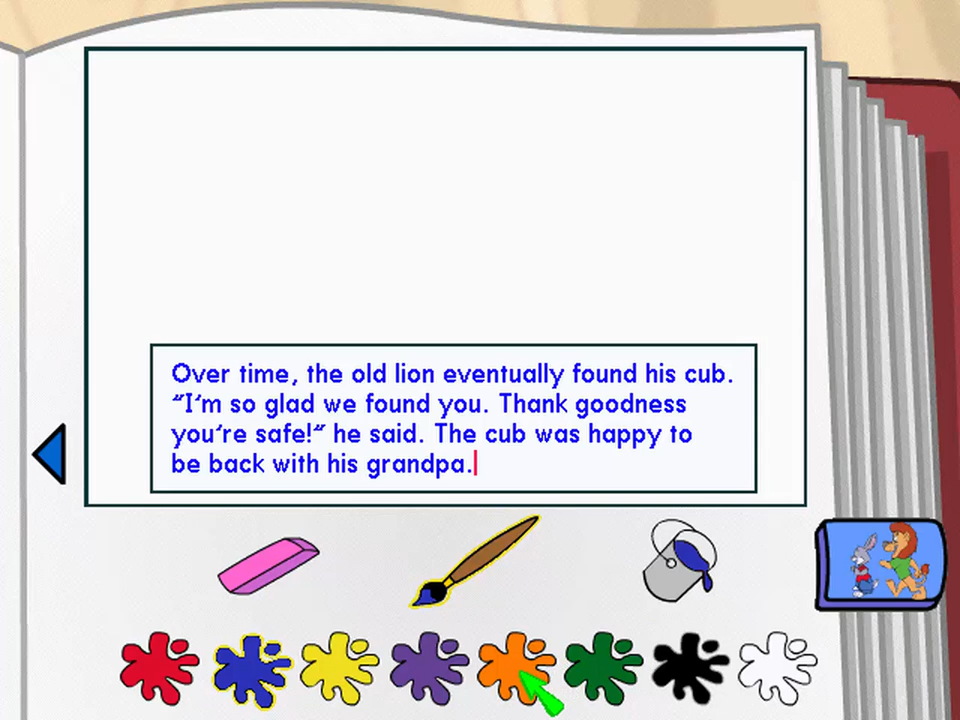 Over time, the old lion eventually found his cub.
"I'm so glad we found you. Thank goodness
you're safe!" he said. The cub was happy to
be back with his grandpa.